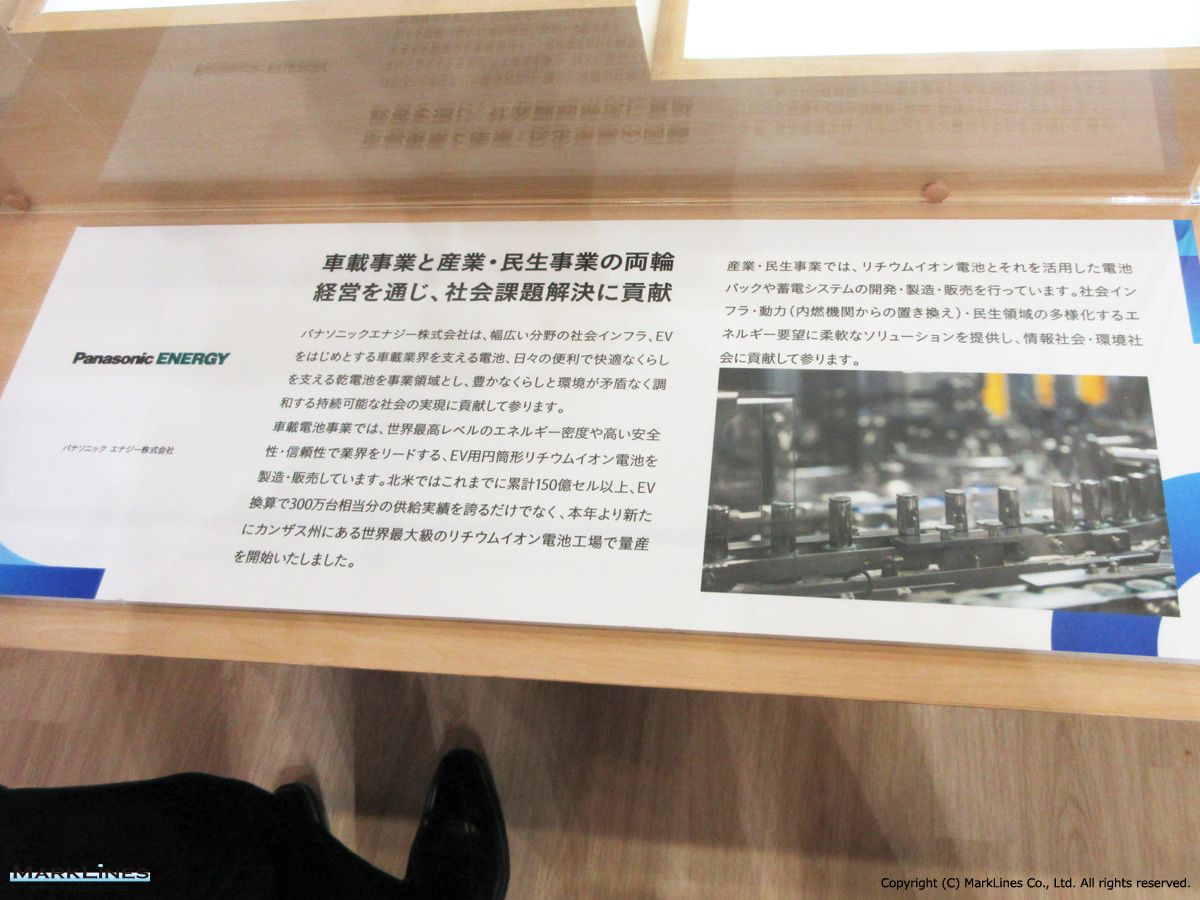 Panasonic ENERGY
パナソニック エナジー株式会社
車載事業と産業・民生事業の両輪
経営を通じ、社会課題解決に貢献
パナソニックエナジー株式会社は、幅広い分野の社会インフラ、EV
をはじめとする車載業界を支える電池、日々の便利で快適なくらし
を支える乾電池を事業領域とし、豊かなくらしと環境が矛盾なく調
和する持続可能な社会の実現に貢献して参ります。
車載電池事業では、世界最高レベルのエネルギー密度や高い安全
性・信頼性で業界をリードする、EV用円筒形リチウムイオン電池を
製造・販売しています。北米ではこれまでに累計150億セル以上、EV
換算で300万台相当分の供給実績を誇るだけでなく、本年より新た
にカンザス州にある世界最大級のリチウムイオン電池工場で量産
を開始いたしました。
産業・民生事業では、リチウムイオン電池とそれを活用した電池
パックや蓄電システムの開発・製造・販売を行っています。社会イン
フラ・動力（内燃機関からの置き換え）・民生領域の多様化するエ
ネルギー要望に柔軟なソリューションを提供し、情報社会・環境社
会に貢献して参ります。
MARKLINES
www.marklines.com
Copyright (C) MarkLines Co., Ltd. All rights reserved.